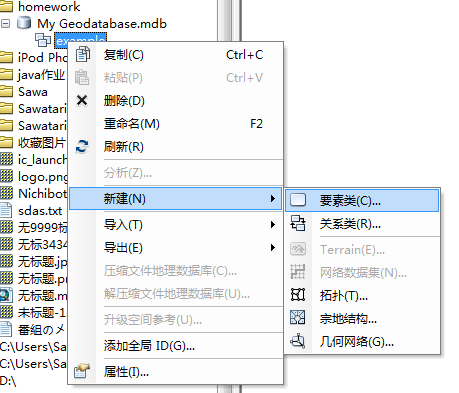 homework
My Geodatabase.mdb
example
iPod Pho
java作业
Sawa
Sawatari
Sawatari
收藏图片
ic_launch
logo.png
Nichibot
sdas.txt
无9999标
无标3434
无标题.jp
无标题.pn
无标题.m
未标题-1
番組のメ
C:\Users\Sa
C:\Users\Sa
D:\
复制(C) Ctrl+C
粘贴(P) Ctrl+V
删除(D)
重命名(M) F2
刷新(R)
分析(Z)...
新建(N)
导入(T)
导出(E)
压缩文件地理数据库(C)...
解压缩文件地理数据库(U)...
升级空间参考(U)...
添加全局 ID(G)...
属性(I)...
要素类(C)...
关系类(R)...
Terrain(E)...
网络数据集(N)...
拓扑(T)...
宗地结构...
几何网络(G)...